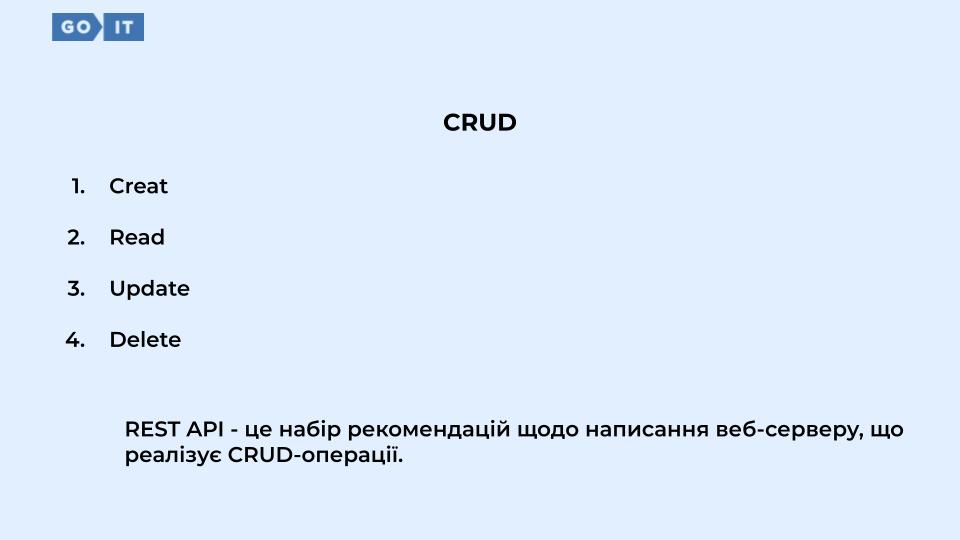 GO IT
CRUD
1. Creat
2. Read
3. Update
4. Delete
REST API - це набір рекомендацій щодо написання веб-серверу, що
реалізує CRUD-операції.